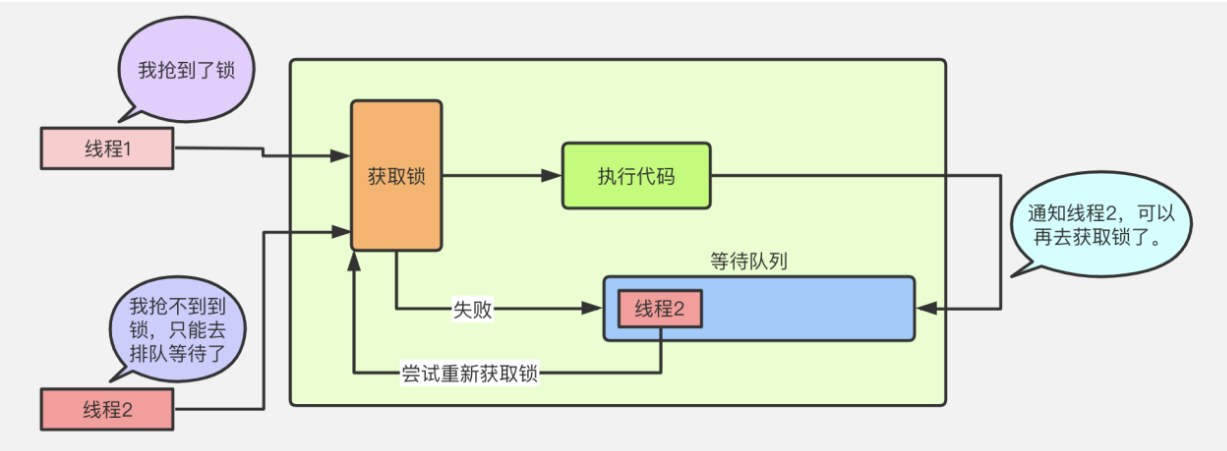 我抢到了锁
线程1
获取锁
执行代码
通知线程2，可以
再去获取锁了。
等待队列
线程2
失败
尝试重新获取锁
我抢不到到
锁，只能去
排队等待了
线程2